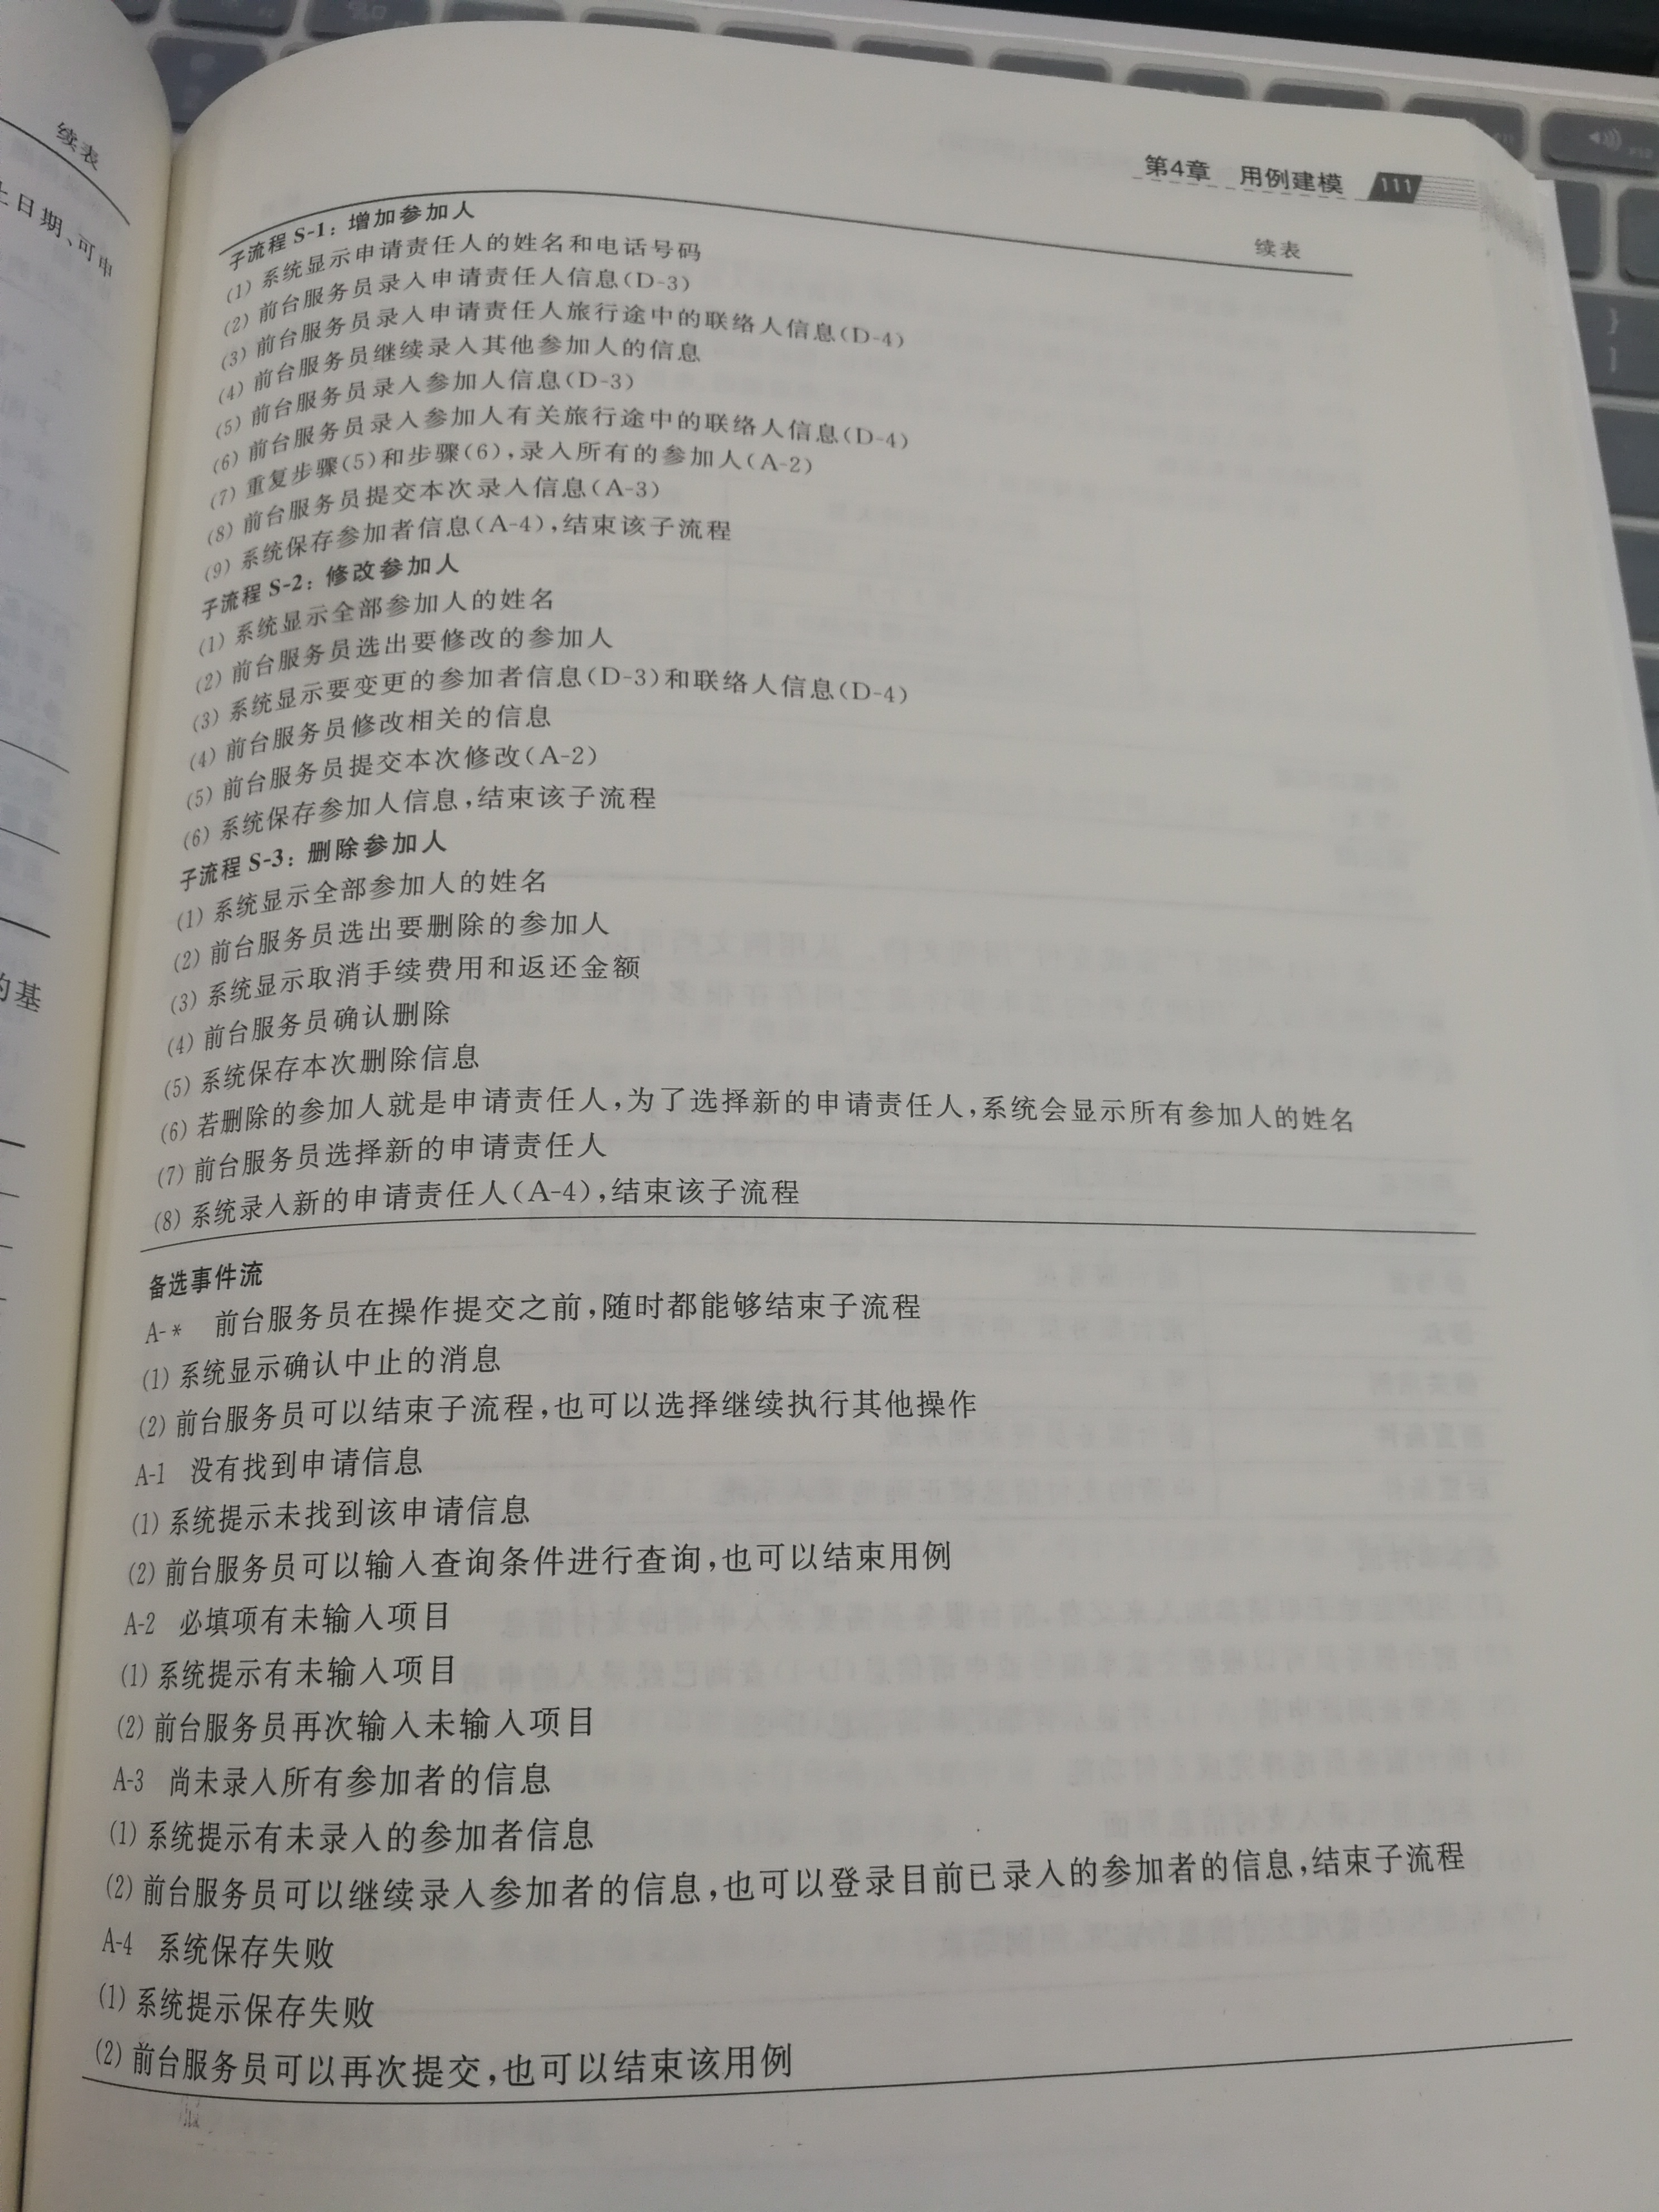 续表
止日期、可申
的基
第4章 用例建模 111
续表
子流程 S-1：增加参加人
(1) 系统显示申请责任人的姓名和电话号码
(2) 前台服务员录入申请责任人信息(D-3)
(3) 前台服务员录入申请责任人旅行途中的联络人信息(D-4)
(4) 前台服务员继续录入其他参加人的信息
(5) 前台服务员录入参加人信息(D-3)
(6) 前台服务员录入参加人有关旅行途中的联络人信息(D-4)
(7) 重复步骤(5)和步骤(6)，录入所有的参加人(A-2)
(8) 前台服务员提交本次录入信息(A-3)
(9) 系统保存参加者信息(A-4)，结束该子流程
子流程 S-2：修改参加人
(1) 系统显示全部参加人的姓名
(2) 前台服务员选出要修改的参加人
(3) 系统显示要变更的参加者信息(D-3)和联络人信息(D-4)
(4) 前台服务员修改相关的信息
(5) 前台服务员提交本次修改(A-2)
(6) 系统保存参加人信息，结束该子流程
子流程 S-3：删除参加人
(1) 系统显示全部参加人的姓名
(2) 前台服务员选出要删除的参加人
(3) 系统显示取消手续费用和返还金额
(4) 前台服务员确认删除
(5) 系统保存本次删除信息
(6) 若删除的参加人就是申请责任人，为了选择新的申请责任人，系统会显示所有参加人的姓名
(7) 前台服务员选择新的申请责任人
(8) 系统录入新的申请责任人(A-4)，结束该子流程
备选事件流
A-* 前台服务员在操作提交之前，随时都能够结束子流程
(1) 系统显示确认中止的消息
(2) 前台服务员可以结束子流程，也可以选择继续执行其他操作
A-1 没有找到申请信息
(1) 系统提示未找到该申请信息
(2) 前台服务员可以输入查询条件进行查询，也可以结束用例
A-2 必填项有未输入项目
(1) 系统提示有未输入项目
(2) 前台服务员再次输入未输入项目
A-3 尚未录入所有参加者的信息
(1) 系统提示有未录入的参加者信息
(2) 前台服务员可以继续录入参加者的信息，也可以登录目前已录入的参加者的信息，结束子流程
A-4 系统保存失败
(1) 系统提示保存失败
(2) 前台服务员可以再次提交，也可以结束该用例